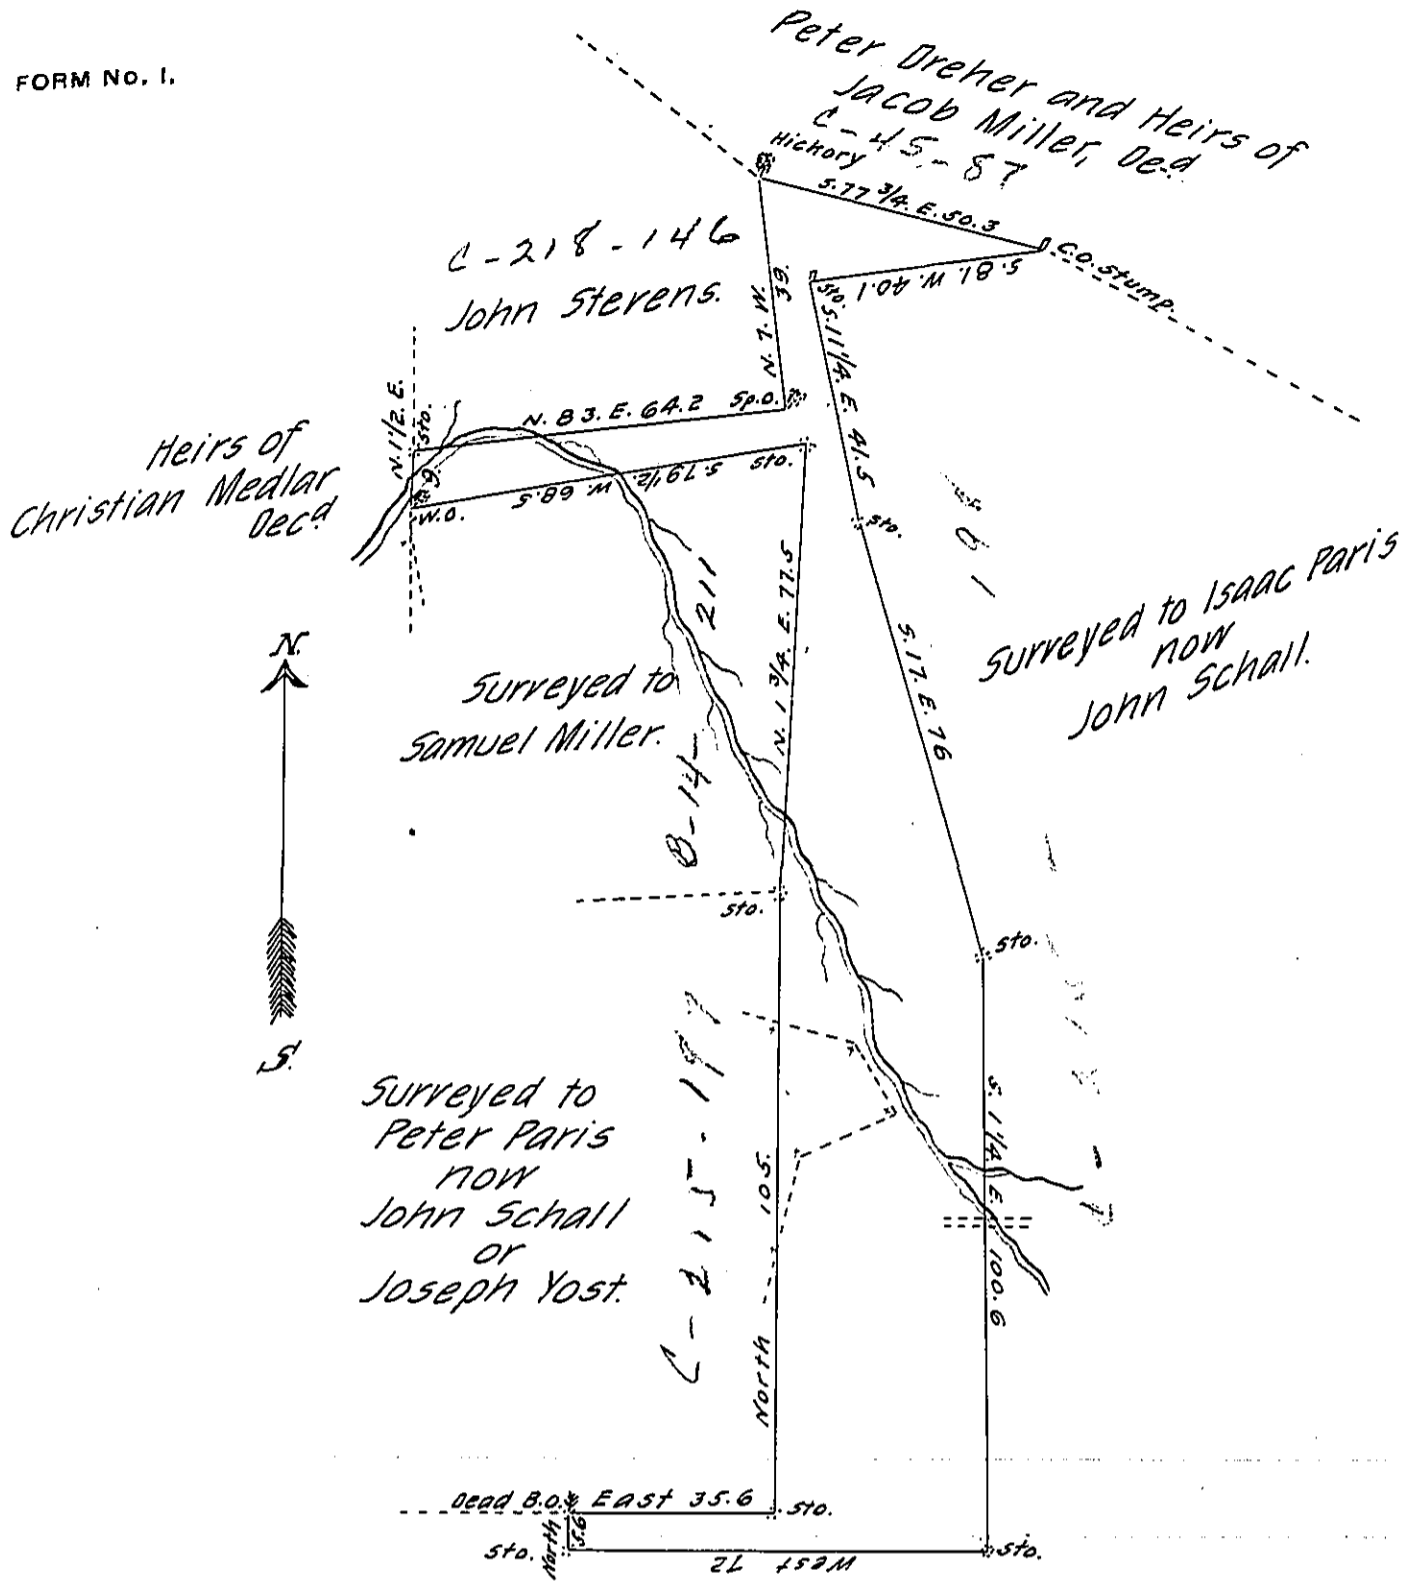 FORM No. 1.
Peter Dreher and Heirs of
Jacob Miller, Dec.d
C-45-87
Hickory
S. 77 3/4. E. 50.3
C.O. Stump.
S. 81. W. 40.1
Sto.
C-218-146
John Stevens.
N. 7. W. 39.
S. 11 1/4. E. 41.5
N. 1 1/2. E. 9.
Sto.
N. 83. E. 64.2
Sp.o.
Heirs of
Christian Medlar
Decd
W.O.
S. 79 1/2. W. 68.5
Sto.
Sto.
Surveyed to Isaac Paris
now
John Schall.
N.
S.
Surveyed to
Samuel Miller.
B-14-211
N. 1 3/4. E. 77.5
S. 17. E. 76
Sto.
Sto.
Surveyed to
Peter Paris
now
John Schall
or
Joseph Yost.
C-215-
North 105.
S. 1 1/4. E. 100.6
Dead B.O.
East 35.6
Sto.
North 5.6
Sto.
West 72
Sto.